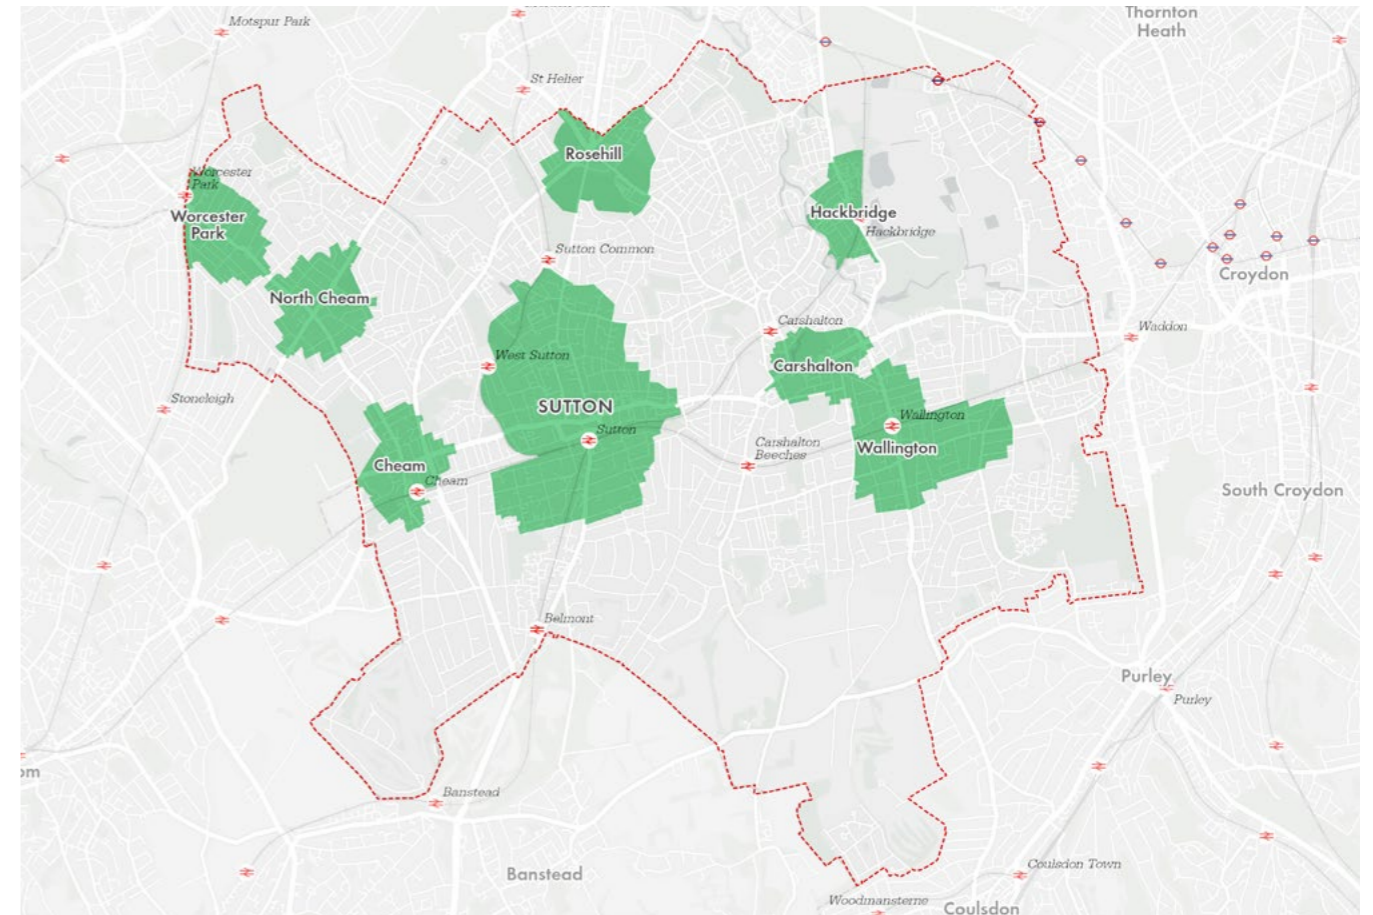 Thornton
Heath
Motspur Park
St Helier
Rosehill
Worcester
Park
Worcester
Park
Hackbridge
Hackbridge
Sutton Common
Croydon
North Cheam
Carshalton
Waddon
West Sutton
Carshalton
Stoneleigh
SUTTON
Wallington
Sutton
Carshalton
Beeches
Wallington
Cheam
Cheam
South Croydon
Belmont
Purley
Purley
om
Banstead
Banstead
Coulsdon Town
Woodmansterne
Coulsdon